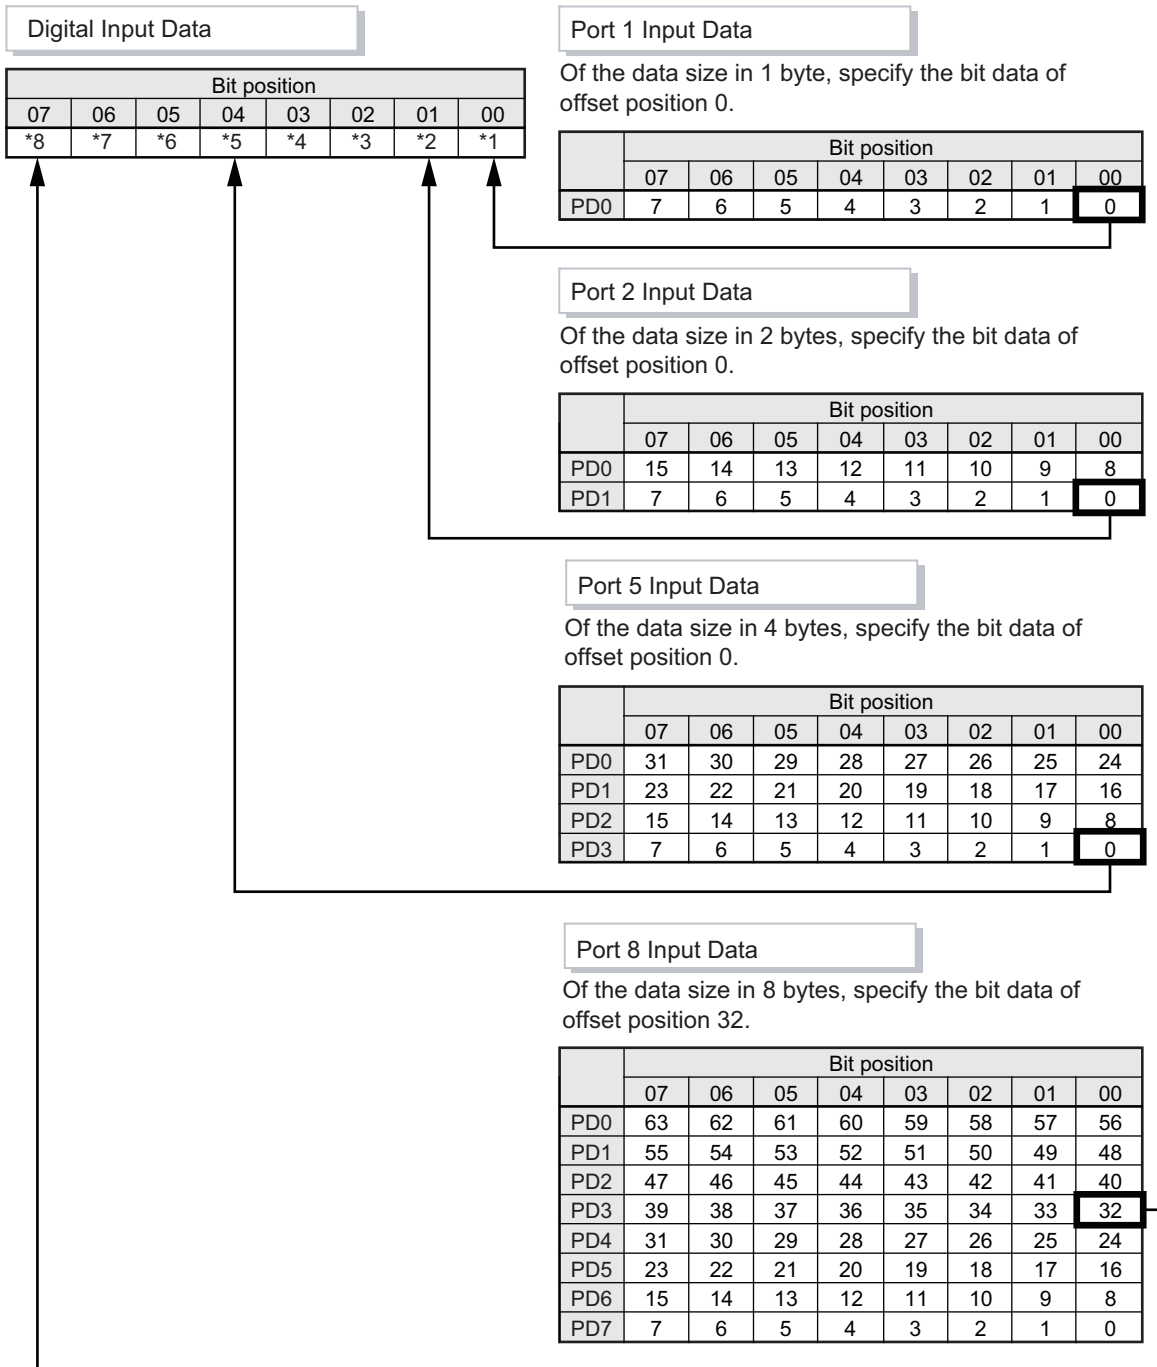 Digital Input Data
Bit position
07 06 05 04 03 02 01 00
*8 *7 *6 *5 *4 *3 *2 *1
Port 1 Input Data
Of the data size in 1 byte, specify the bit data of
offset position 0.
Bit position
07 06 05 04 03 02 01 00
PD0 7 6 5 4 3 2 1 0
Port 2 Input Data
Of the data size in 2 bytes, specify the bit data of
offset position 0.
Bit position
07 06 05 04 03 02 01 00
PD0 15 14 13 12 11 10 9 8
PD1 7 6 5 4 3 2 1 0
Port 5 Input Data
Of the data size in 4 bytes, specify the bit data of
offset position 0.
Bit position
07 06 05 04 03 02 01 00
PD0 31 30 29 28 27 26 25 24
PD1 23 22 21 20 19 18 17 16
PD2 15 14 13 12 11 10 9 8
PD3 7 6 5 4 3 2 1 0
Port 8 Input Data
Of the data size in 8 bytes, specify the bit data of
offset position 32.
Bit position
07 06 05 04 03 02 01 00
PD0 63 62 61 60 59 58 57 56
PD1 55 54 53 52 51 50 49 48
PD2 47 46 45 44 43 42 41 40
PD3 39 38 37 36 35 34 33 32
PD4 31 30 29 28 27 26 25 24
PD5 23 22 21 20 19 18 17 16
PD6 15 14 13 12 11 10 9 8
PD7 7 6 5 4 3 2 1 0